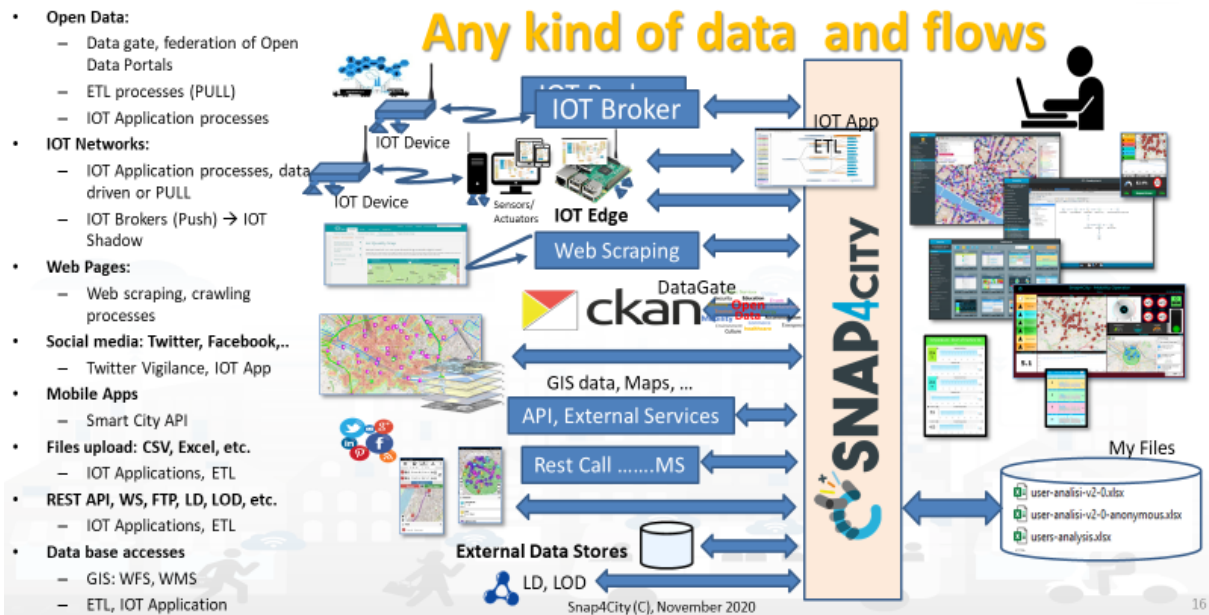 Any kind of data and flows
• Open Data:
– Data gate, federation of Open
Data Portals
– ETL processes (PULL)
– IOT Application processes
• IOT Networks:
– IOT Application processes, data
driven or PULL
– IOT Brokers (Push) → IOT
Shadow
• Web Pages:
– Web scraping, crawling
processes
• Social media: Twitter, Facebook,..
– Twitter Vigilance, IOT App
• Mobile Apps
– Smart City API
• Files upload: CSV, Excel, etc.
– IOT Applications, ETL
• REST API, WS, FTP, LD, LOD, etc.
– IOT Applications, ETL
• Data base accesses
– GIS: WFS, WMS
– ETL, IOT Application
IOT Broker
IOT Device
IOT Device
Sensors/
Actuators
IOT Edge
IOT App
ETL
Web Scraping
DataGate
ckan
Open
Data
Education
Culture
GIS data, Maps, ...
API, External Services
Rest Call .......MS
External Data Stores
LD, LOD
SNAP4CITY
My Files
user-analisi-v2-0.xlsx
user-analisi-v2-0-anonymous.xlsx
users-analysis.xlsx
Snap4City (C), November 2020
16